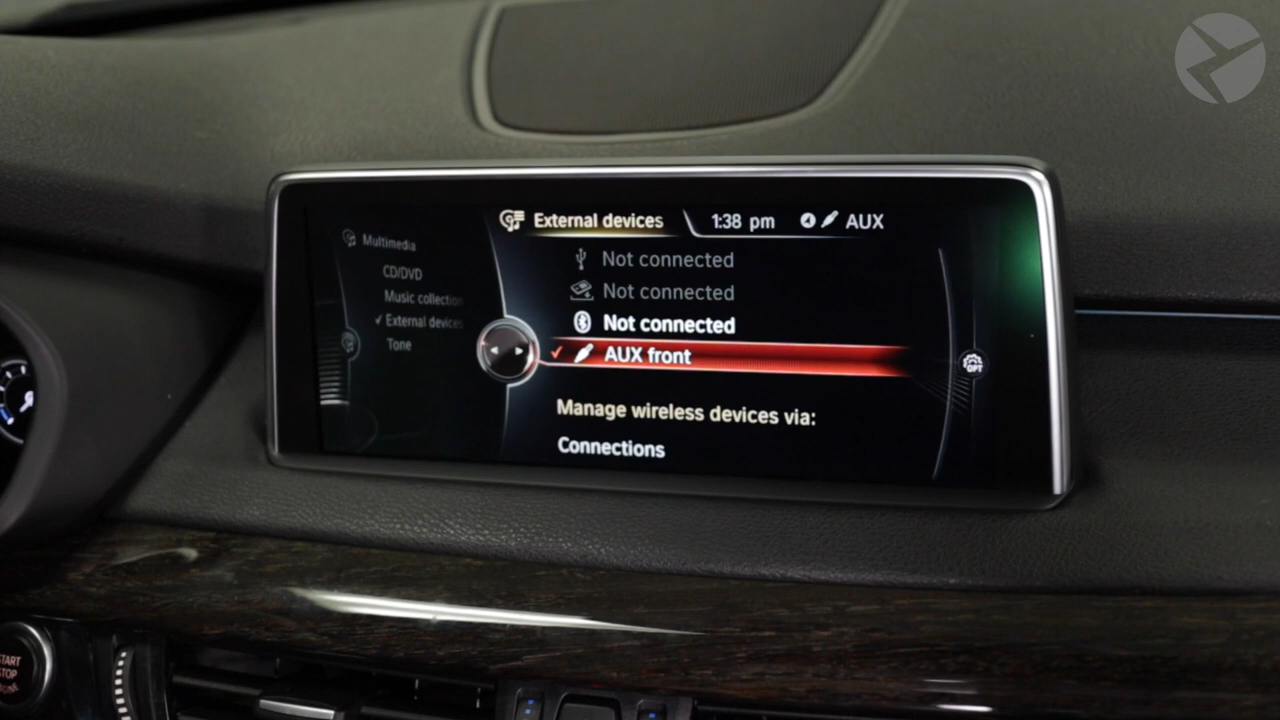 External devices
1:38 pm
AUX
Multimedia
CD/DVD
Music collection
External devices
Tone
Not connected
Not connected
Not connected
AUX front
OPT
Manage wireless devices via:
Connections
START
STOP